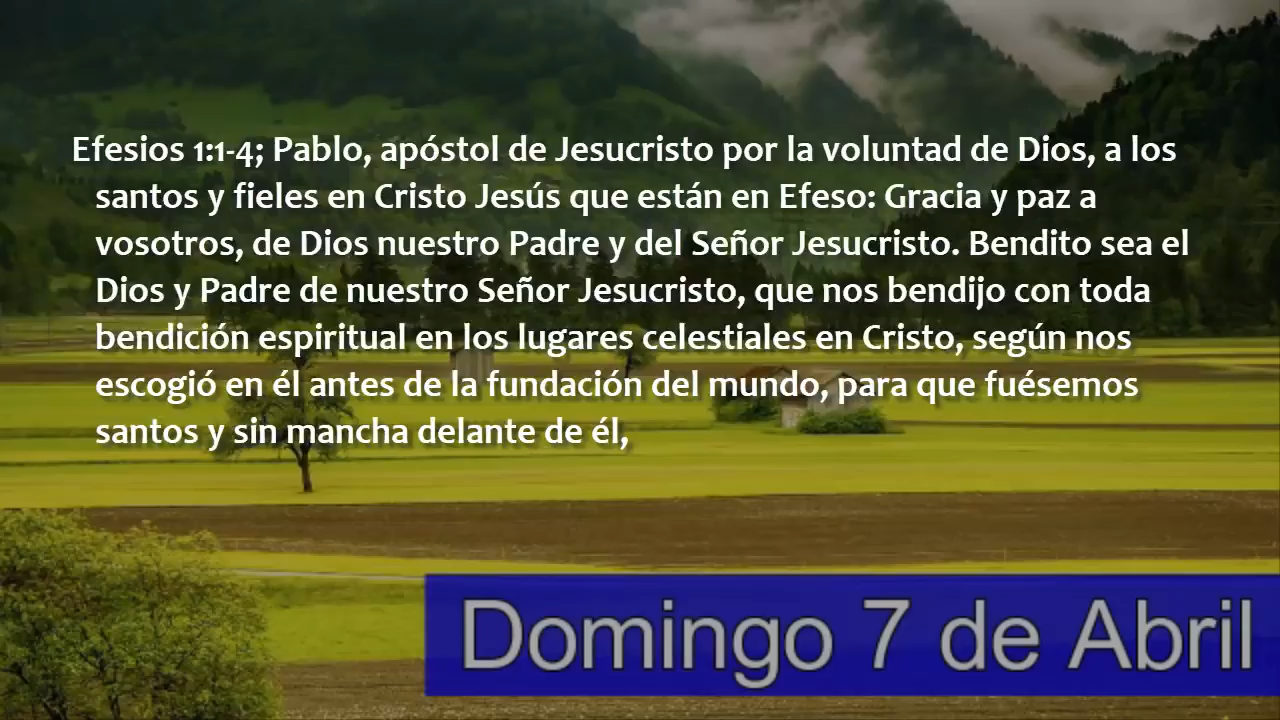 Efesios 1:1-4; Pablo, apóstol de Jesucristo por la voluntad de Dios, a los
santos y fieles en Cristo Jesús que están en Efeso: Gracia y paz a
vosotros, de Dios nuestro Padre y del Señor Jesucristo. Bendito sea el
Dios y Padre de nuestro Señor Jesucristo, que nos bendijo con toda
bendición espiritual en los lugares celestiales en Cristo, según nos
escogió en él antes de la fundación del mundo, para que fuésemos
santos y sin mancha delante de él,
Domingo 7 de Abril